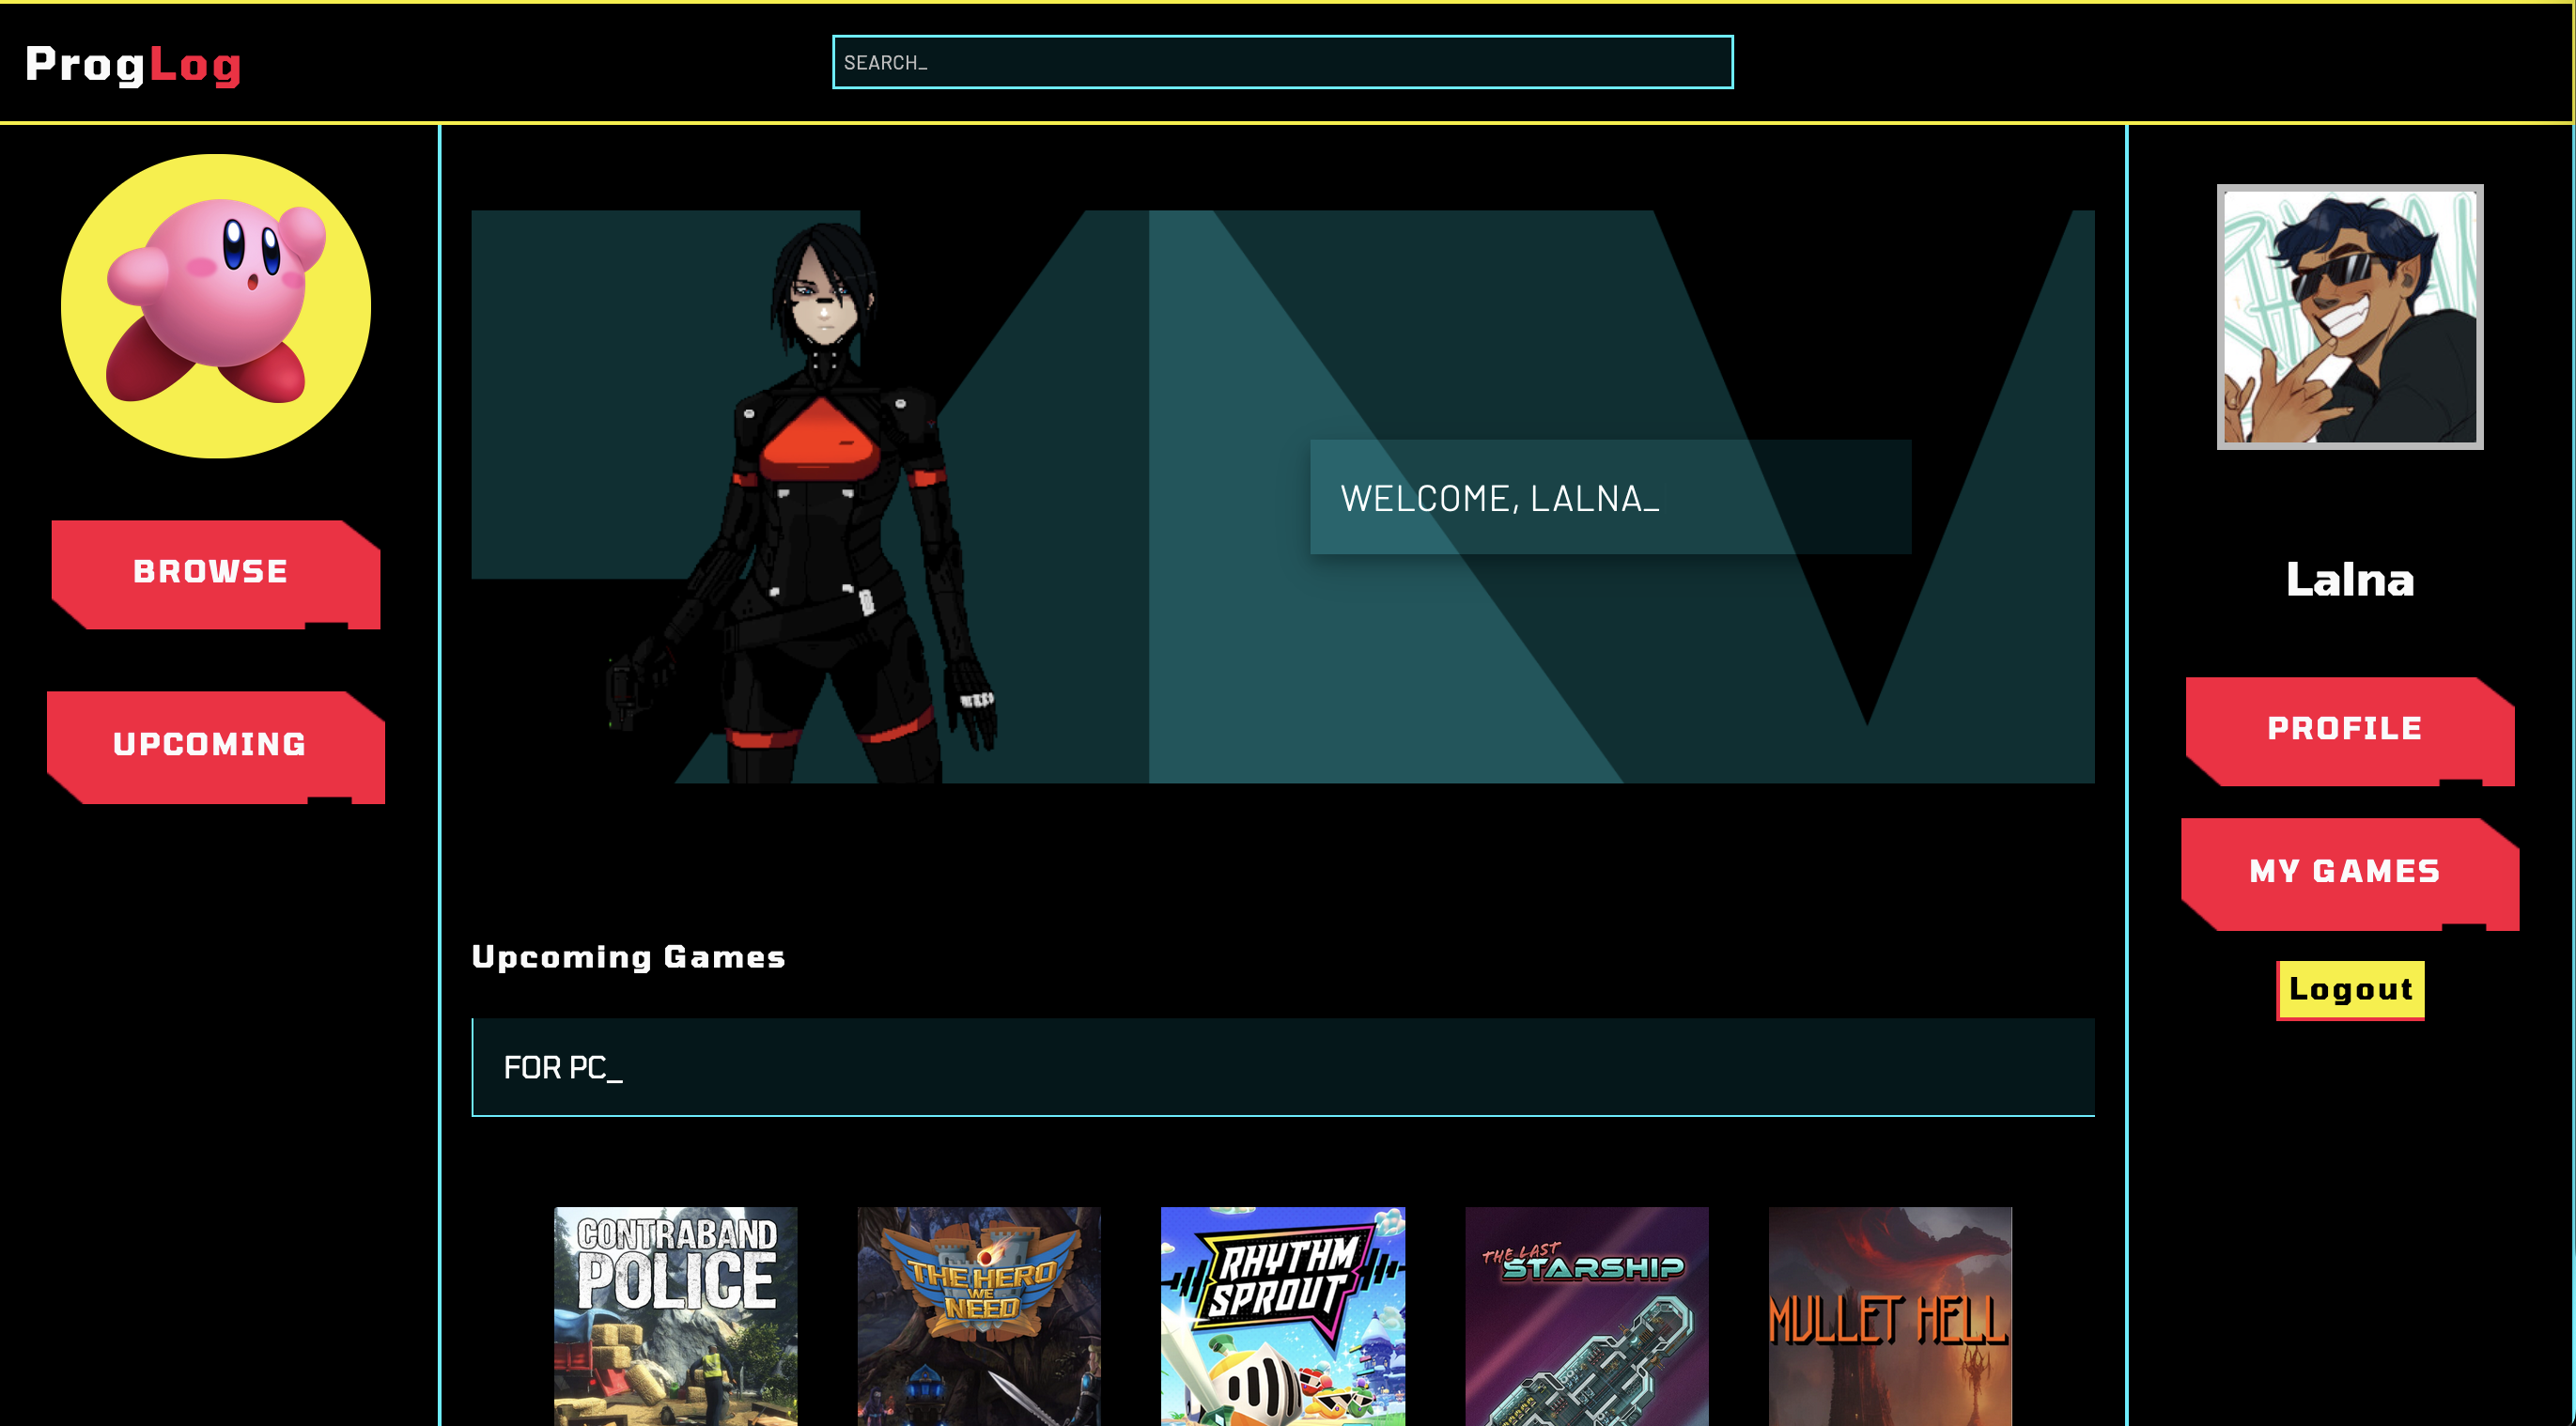 ProgLog
SEARCH_
BROWSE
UPCOMING
WELCOME, LALNA_
Lalna
PROFILE
MY GAMES
Logout
Upcoming Games
FOR PC_
CONTRABAND
POLICE
THE HERO
WE
NEED
RHYTHM
SPROUT
THE LAST
STARSHIP
MULLET HELL